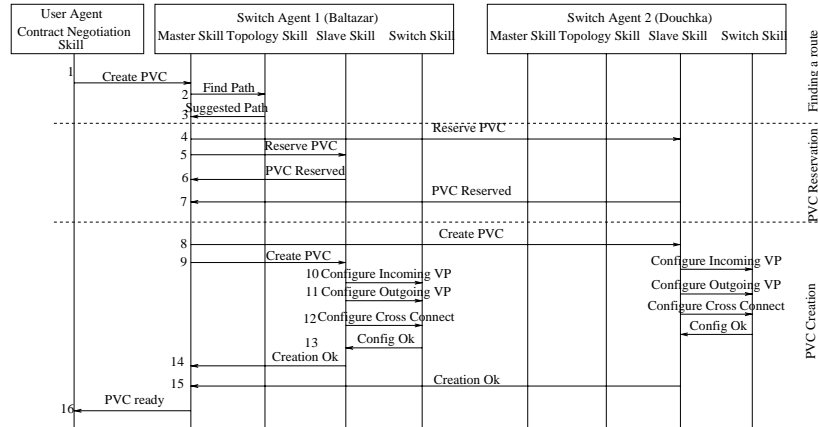 User Agent
Contract Negotiation
Skill
Switch Agent 1 (Baltazar)
Master Skill Topology Skill Slave Skill Switch Skill
Switch Agent 2 (Douchka)
Master Skill Topology Skill Slave Skill Switch Skill
Finding a route
1 Create PVC
2 Find Path
3 Suggested Path
PVC Reservation
4 Reserve PVC
5 Reserve PVC
6 PVC Reserved
7 PVC Reserved
PVC Creation
8 Create PVC
9 Create PVC
Configure Incoming VP
10 Configure Incoming VP
Configure Outgoing VP
11 Configure Outgoing VP
Configure Cross Connect
12 Configure Cross Connect
Config Ok
13 Config Ok
14 Creation Ok
15 Creation Ok
16 PVC ready